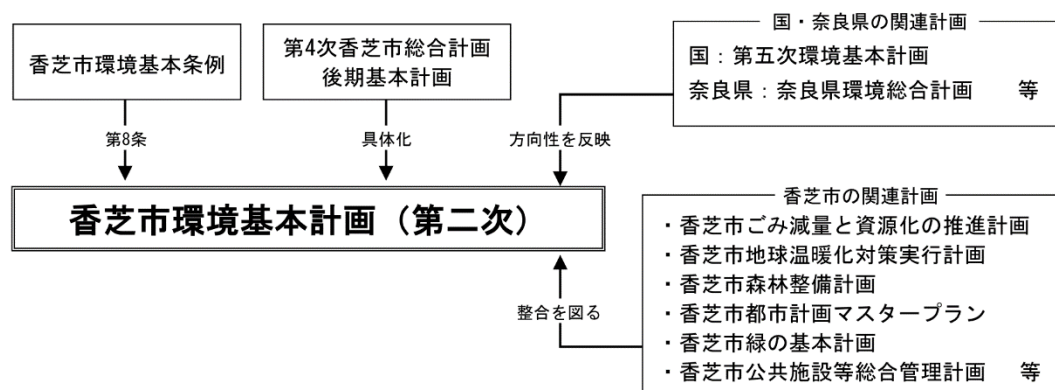 香芝市環境基本条例
第4次香芝市総合計画
後期基本計画
国・奈良県の関連計画
国：第五次環境基本計画
奈良県：奈良県環境総合計画　等
第8条
具体化
方向性を反映
香芝市環境基本計画（第二次）
整合を図る
香芝市の関連計画
・香芝市ごみ減量と資源化の推進計画
・香芝市地球温暖化対策実行計画
・香芝市森林整備計画
・香芝市都市計画マスタープラン
・香芝市緑の基本計画
・香芝市公共施設等総合管理計画　等